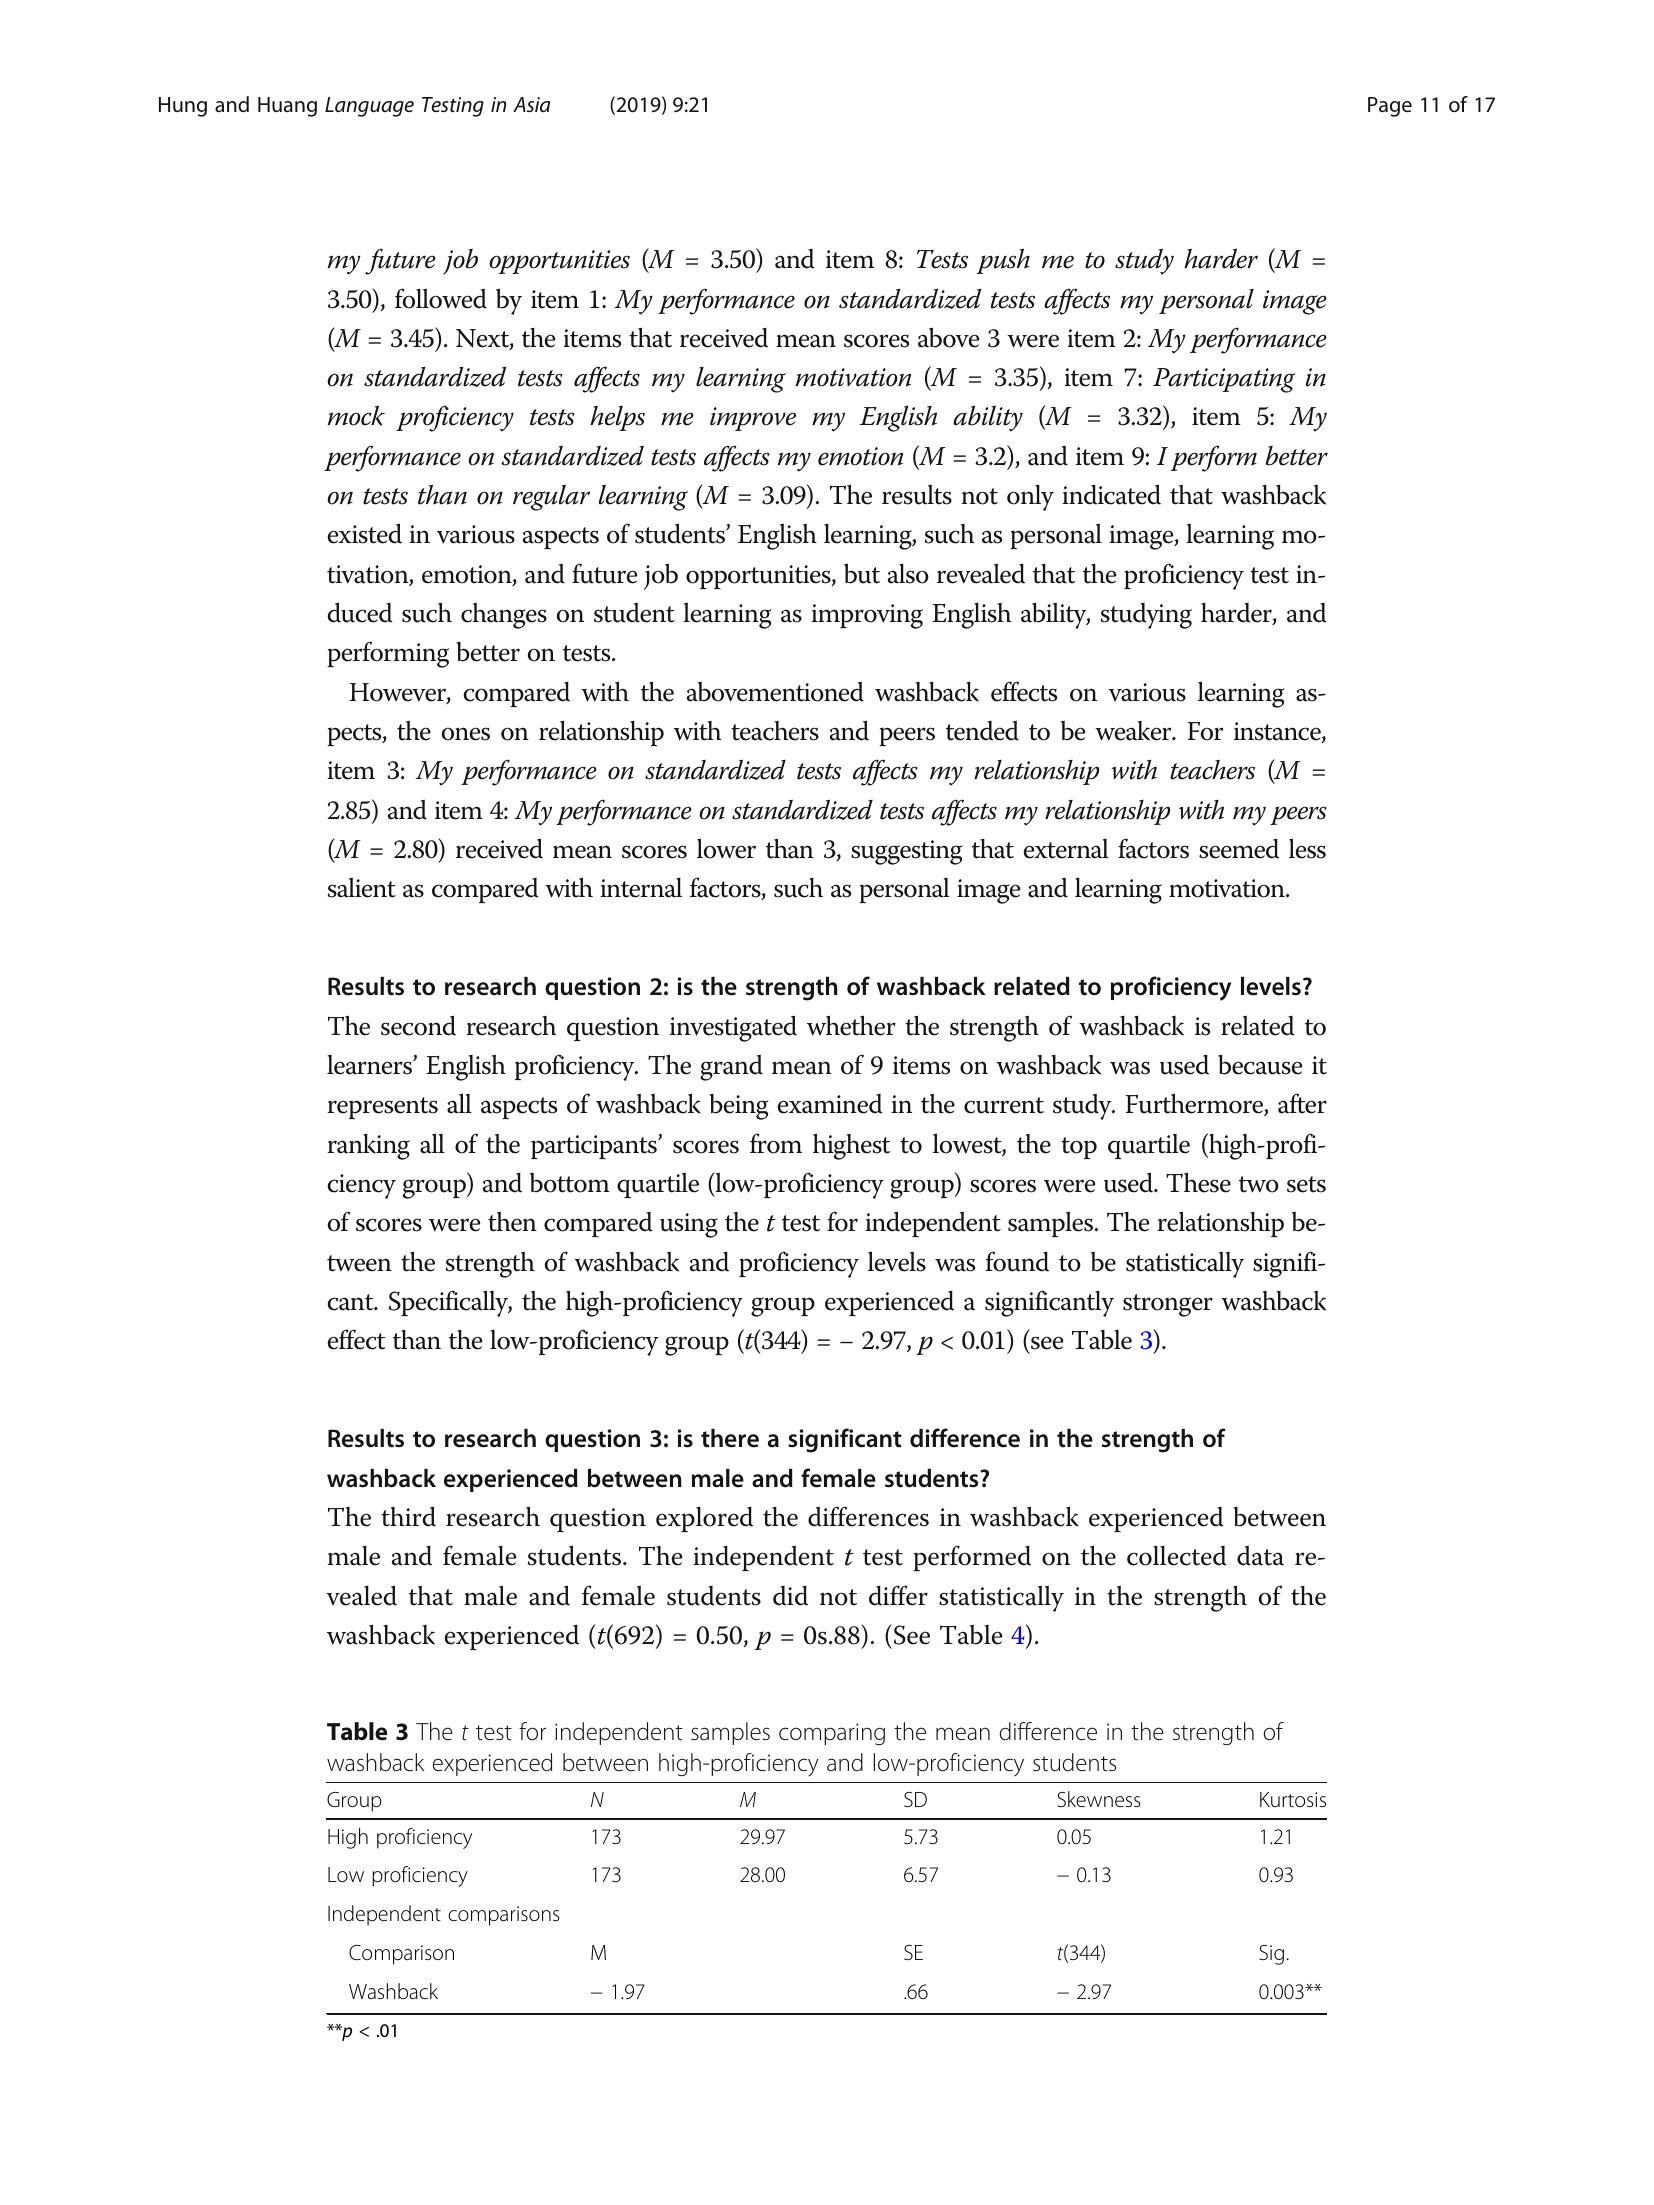 Hung and Huang Language Testing in Asia (2019) 9:21 Page 11 of 17
my future job opportunities (M = 3.50) and item 8: Tests push me to study harder (M =
3.50), followed by item 1: My performance on standardized tests affects my personal image
(M = 3.45). Next, the items that received mean scores above 3 were item 2: My performance
on standardized tests affects my learning motivation (M = 3.35), item 7: Participating in
mock proficiency tests helps me improve my English ability (M = 3.32), item 5: My
performance on standardized tests affects my emotion (M = 3.2), and item 9: I perform better
on tests than on regular learning (M = 3.09). The results not only indicated that washback
existed in various aspects of students’ English learning, such as personal image, learning mo-
tivation, emotion, and future job opportunities, but also revealed that the proficiency test in-
duced such changes on student learning as improving English ability, studying harder, and
performing better on tests.
However, compared with the abovementioned washback effects on various learning as-
pects, the ones on relationship with teachers and peers tended to be weaker. For instance,
item 3: My performance on standardized tests affects my relationship with teachers (M =
2.85) and item 4: My performance on standardized tests affects my relationship with my peers
(M = 2.80) received mean scores lower than 3, suggesting that external factors seemed less
salient as compared with internal factors, such as personal image and learning motivation.
Results to research question 2: is the strength of washback related to proficiency levels?
The second research question investigated whether the strength of washback is related to
learners’ English proficiency. The grand mean of 9 items on washback was used because it
represents all aspects of washback being examined in the current study. Furthermore, after
ranking all of the participants’ scores from highest to lowest, the top quartile (high-profi-
ciency group) and bottom quartile (low-proficiency group) scores were used. These two sets
of scores were then compared using the t test for independent samples. The relationship be-
tween the strength of washback and proficiency levels was found to be statistically signifi-
cant. Specifically, the high-proficiency group experienced a significantly stronger washback
effect than the low-proficiency group (t(344) = − 2.97, p < 0.01) (see Table 3).
Results to research question 3: is there a significant difference in the strength of
washback experienced between male and female students?
The third research question explored the differences in washback experienced between
male and female students. The independent t test performed on the collected data re-
vealed that male and female students did not differ statistically in the strength of the
washback experienced (t(692) = 0.50, p = 0s.88). (See Table 4).
Table 3 The t test for independent samples comparing the mean difference in the strength of
washback experienced between high-proficiency and low-proficiency students
Group N M SD Skewness Kurtosis
High proficiency 173 29.97 5.73 0.05 1.21
Low proficiency 173 28.00 6.57 − 0.13 0.93
Independent comparisons
Comparison M SE t(344) Sig.
Washback − 1.97 .66 − 2.97 0.003**
**p < .01